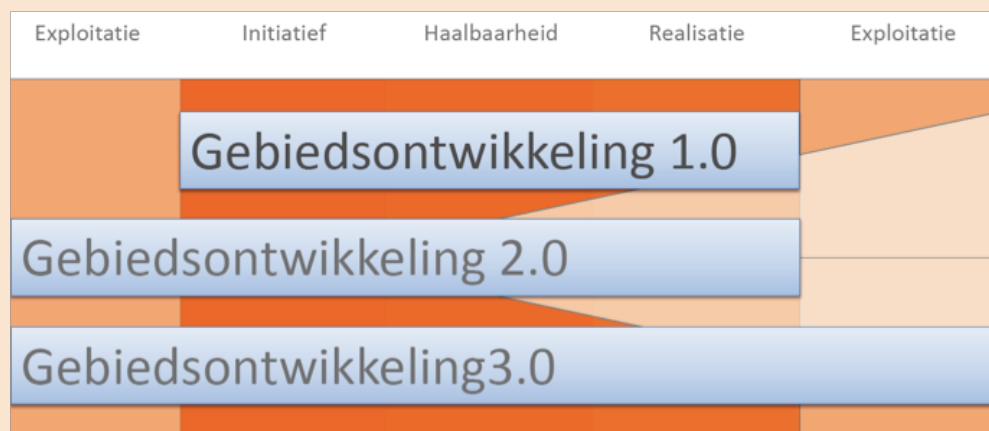 Exploitatie Initiatief Haalbaarheid Realisatie Exploitatie
Gebiedsontwikkeling 1.0
Gebiedsontwikkeling 2.0
Gebiedsontwikkeling3.0